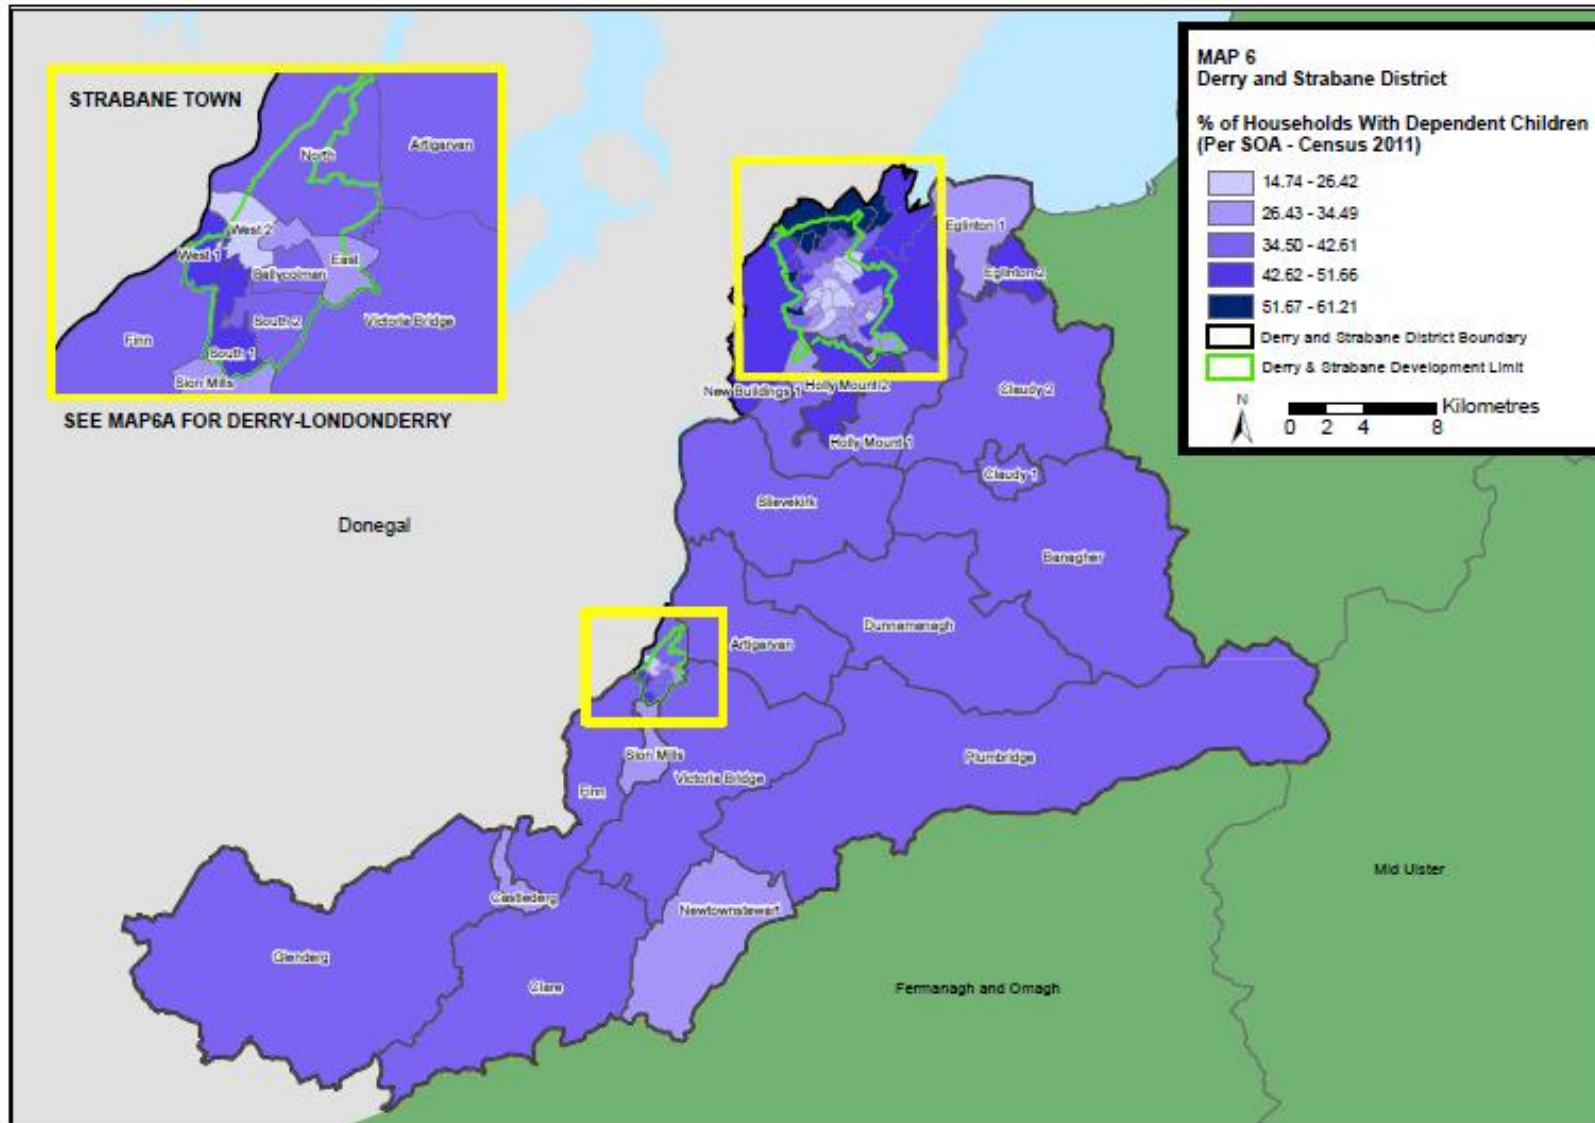 STRABANE TOWN
North
Artigarvan
West 2
West 1
East
Ballycolman
South 2
Victoria Bridge
Finn
South 1
Sion Mills
SEE MAP6A FOR DERRY-LONDONDERRY
MAP 6
Derry and Strabane District
% of Households With Dependent Children
(Per SOA - Census 2011)
14.74 - 26.42
26.43 - 34.49
34.50 - 42.61
42.62 - 51.66
51.67 - 61.21
Derry and Strabane District Boundary
Derry & Strabane Development Limit
N
Kilometres
0 2 4 8
Eglinton 1
Eglinton 2
New Buildings 1
Holly Mount 2
Claudy 2
Holly Mount 1
Claudy 1
Slievekirk
Donegal
Banagher
Dunnamanagh
Artigarvan
Sion Mills
Plumbridge
Victoria Bridge
Finn
Mid Ulster
Castlederg
Newtownstewart
Glenderg
Clare
Fermanagh and Omagh